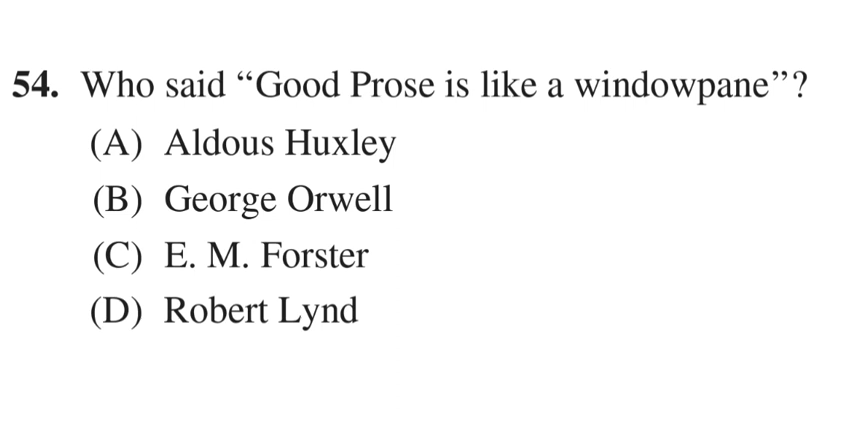 54. Who said “Good Prose is like a windowpane”?
(A) Aldous Huxley
(B) George Orwell
(C) E. M. Forster
(D) Robert Lynd